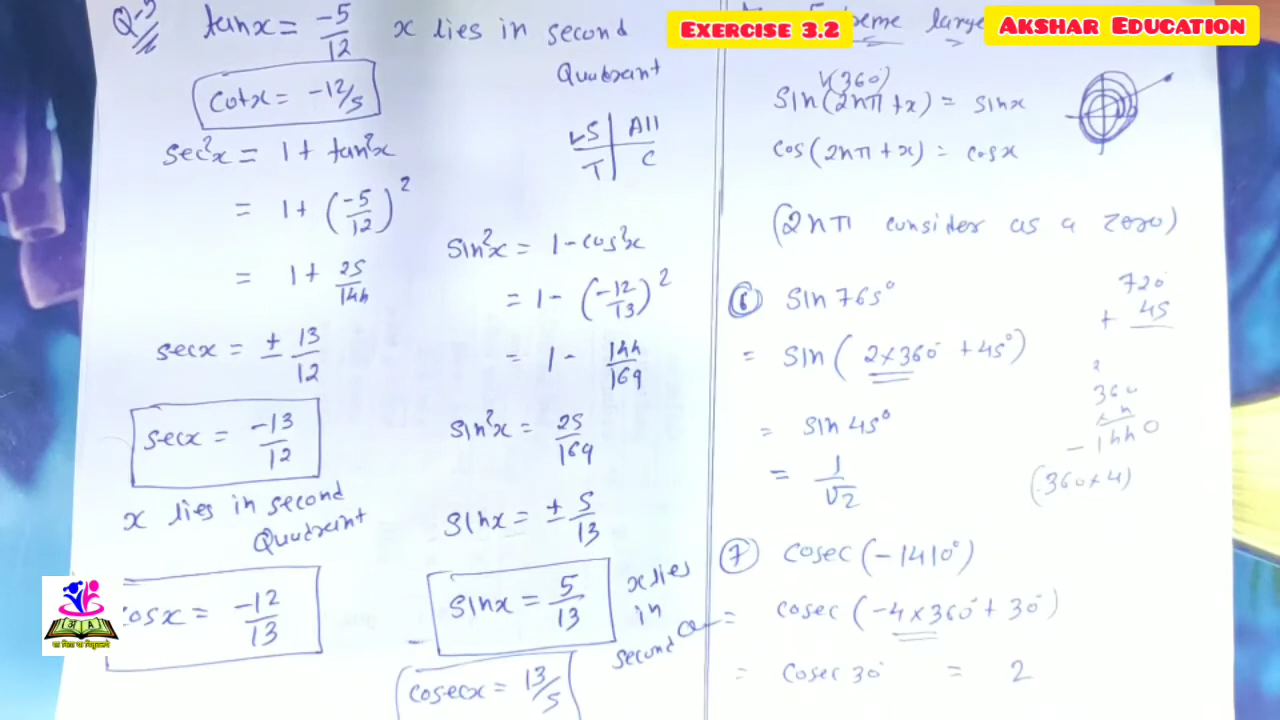 Q-5 tanx = -5/12 x lies in second Quadrant
cotx = -12/5
S | All
T | C
sec²x = 1 + tan²x
= 1 + (-5/12)²
= 1 + 25/144
secx = ± 13/12
secx = -13/12
x lies in second Quadrant
cosx = -12/13
sin²x = 1 - cos²x
= 1 - (-12/13)²
= 1 - 144/169
sin²x = 25/169
sinx = ± 5/13
sinx = 5/13
x lies in second Q
cosecx = 13/5
Exercise 3.2
Akshar Education
large
(360°)
sin(2nπ + x) = sinx
cos(2nπ + x) = cosx
(2nπ consider as a zero)
6 sin 765°
= sin (2×360° + 45°)
= sin 45°
= 1/√2
720
+ 45
360
×4
- 1440
(360×4)
7 cosec (-1410°)
= cosec (-4×360° + 30°)
= cosec 30° = 2